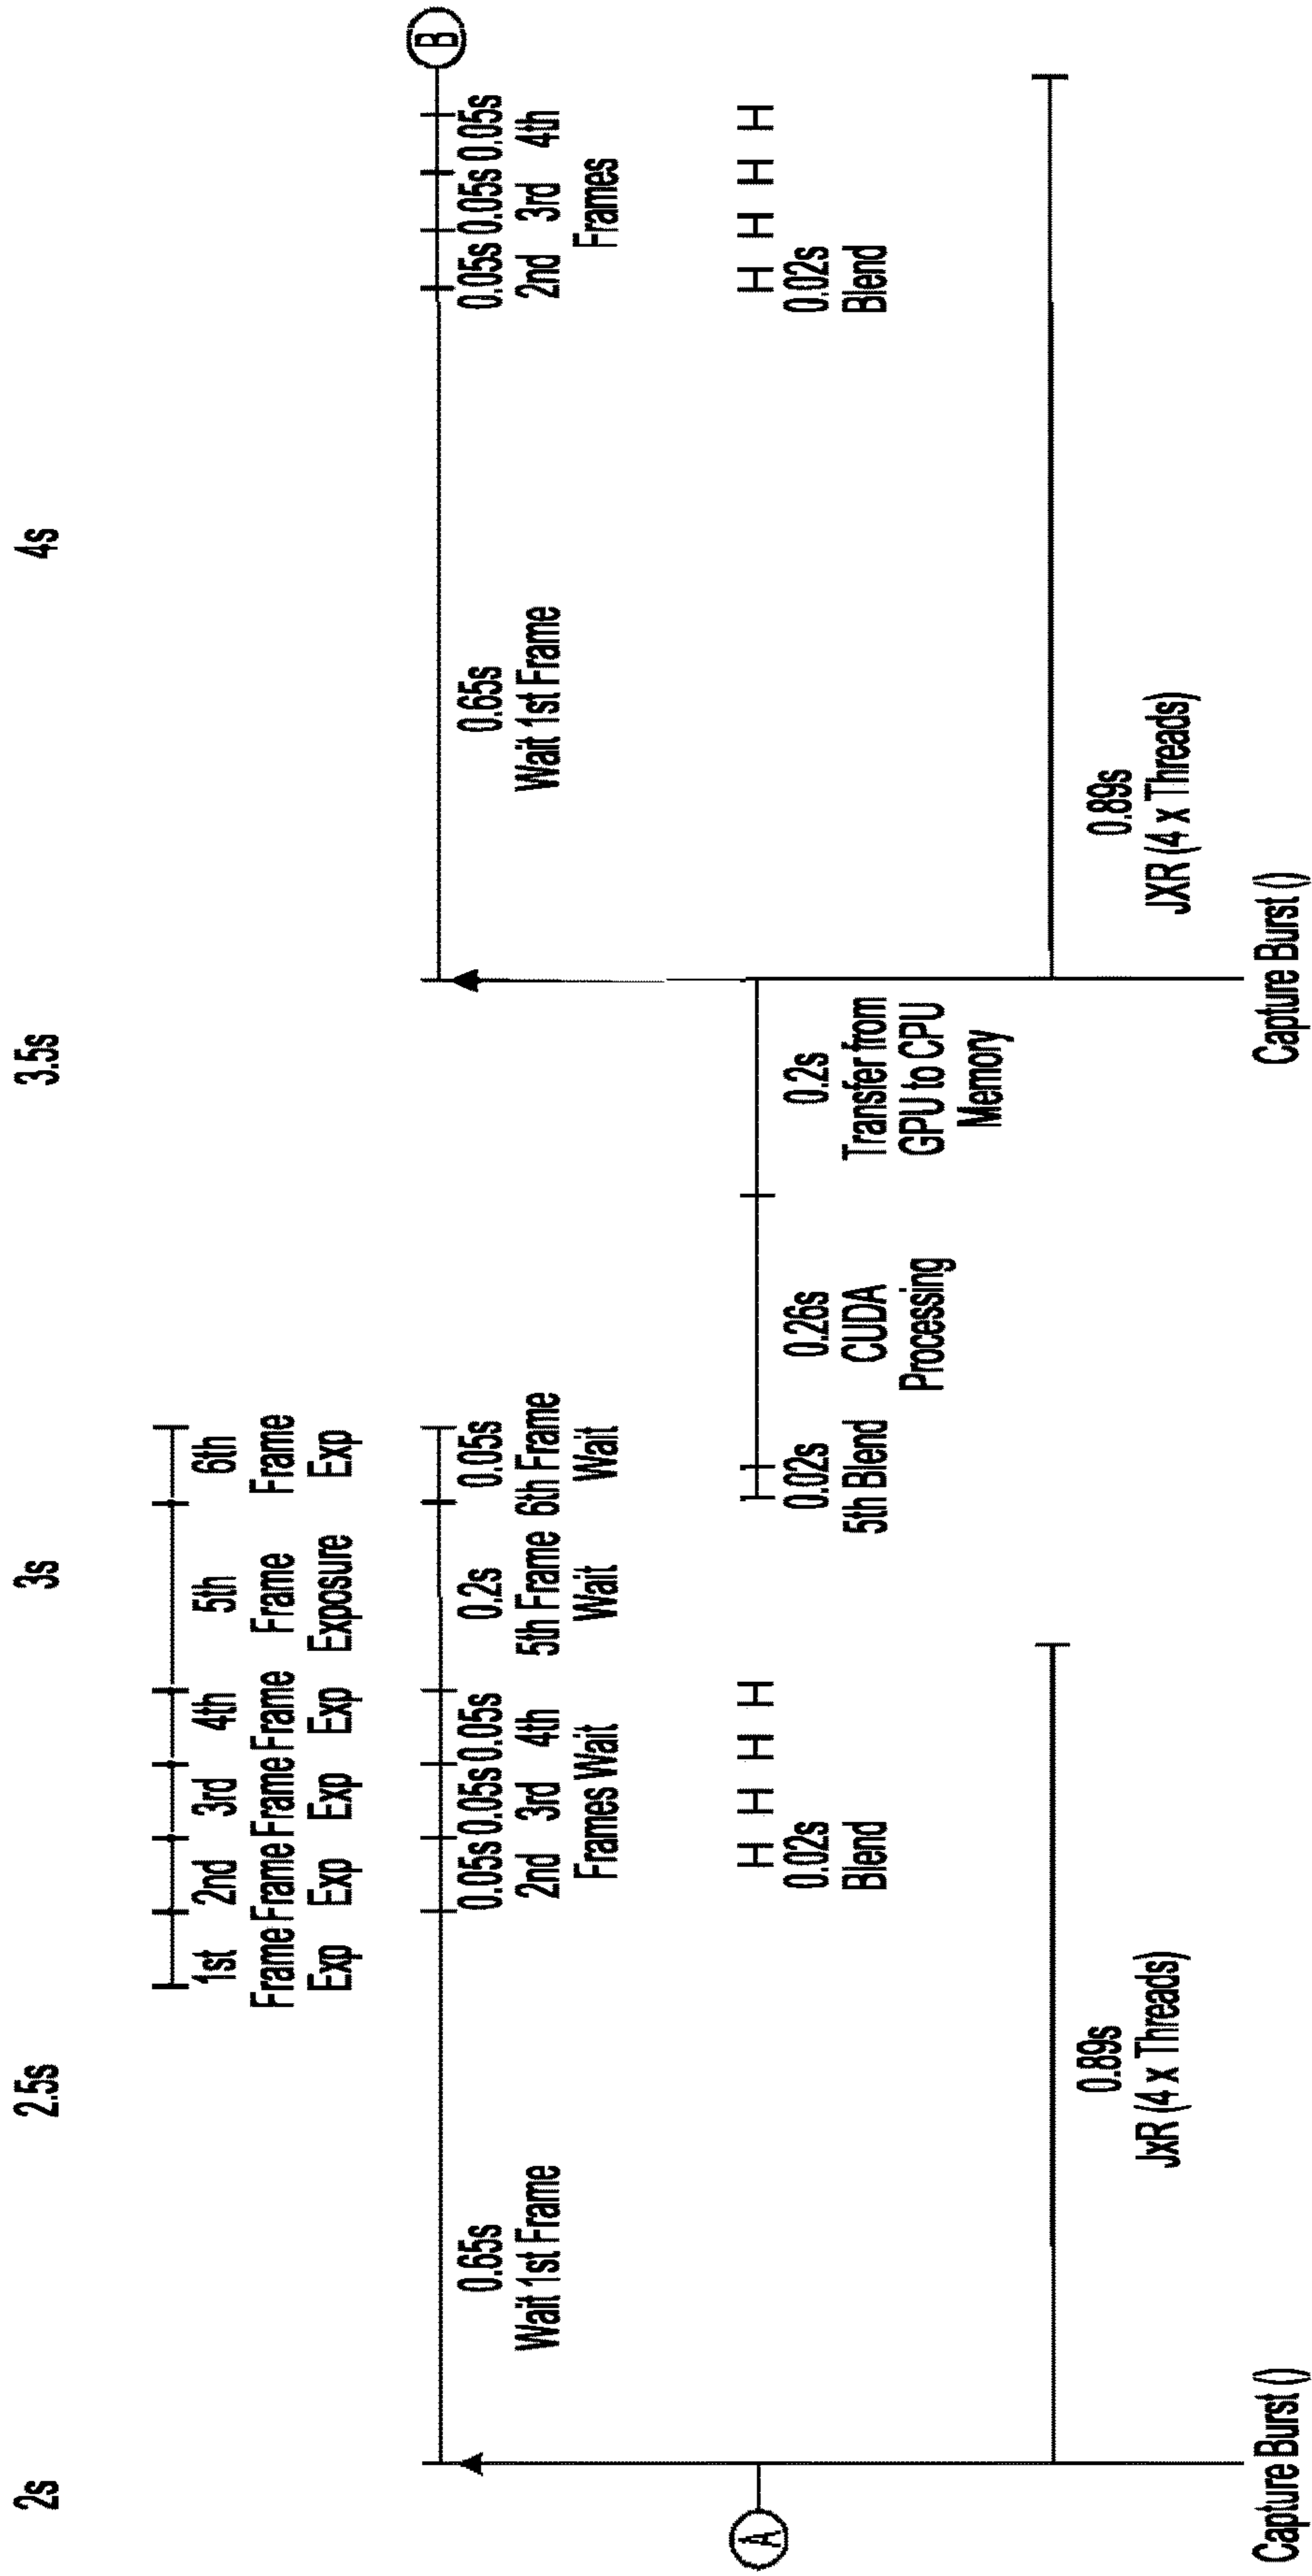 2s 2.5s 3s 3.5s 4s
1st 2nd 3rd 4th 5th 6th
Frame Frame Frame Frame Frame Frame
Exp Exp Exp Exp Exposure Exp
B
0.65s 0.05s 0.05s 0.05s 0.2s 0.05s 0.65s 0.05s 0.05s 0.05s
Wait 1st Frame 2nd 3rd 4th 5th Frame 6th Frame Wait 1st Frame 2nd 3rd 4th
Frames Wait Wait Wait Frames
A
0.02s 0.02s 0.26s 0.2s 0.02s
Blend 5th Blend CUDA Transfer from Blend
Processing GPU to CPU
Memory
0.89s 0.89s
JxR (4 x Threads) JXR (4 x Threads)
Capture Burst () Capture Burst ()